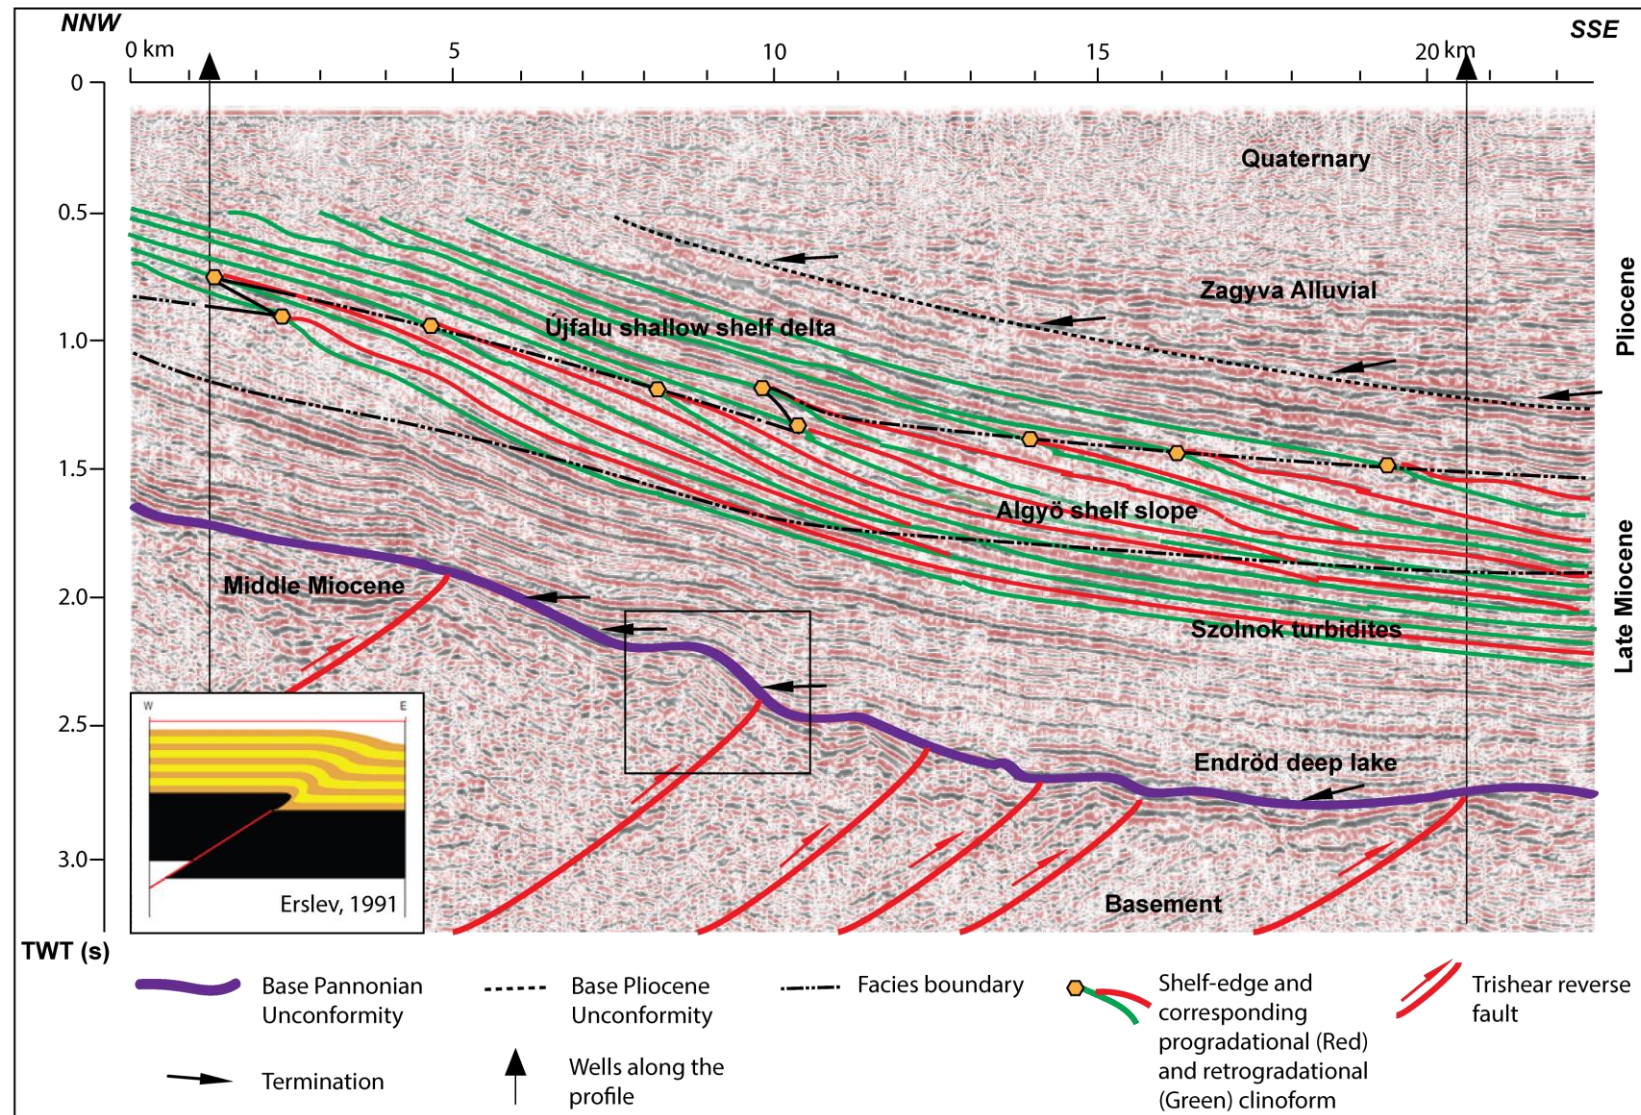 NNW
SSE
0 km
5
10
15
20 km
0
0.5
1.0
1.5
2.0
2.5
3.0
TWT (s)
Quaternary
Zagyva Alluvial
Újfalu shallow shelf delta
Algyö shelf slope
Middle Miocene
Szolnok turbidites
Endröd deep lake
Basement
Pliocene
Late Miocene
W
E
Erslev, 1991
Base Pannonian
Unconformity
Base Pliocene
Unconformity
Facies boundary
Shelf-edge and
corresponding
progradational (Red)
and retrogradational
(Green) clinoform
Trishear reverse
fault
Termination
Wells along the
profile